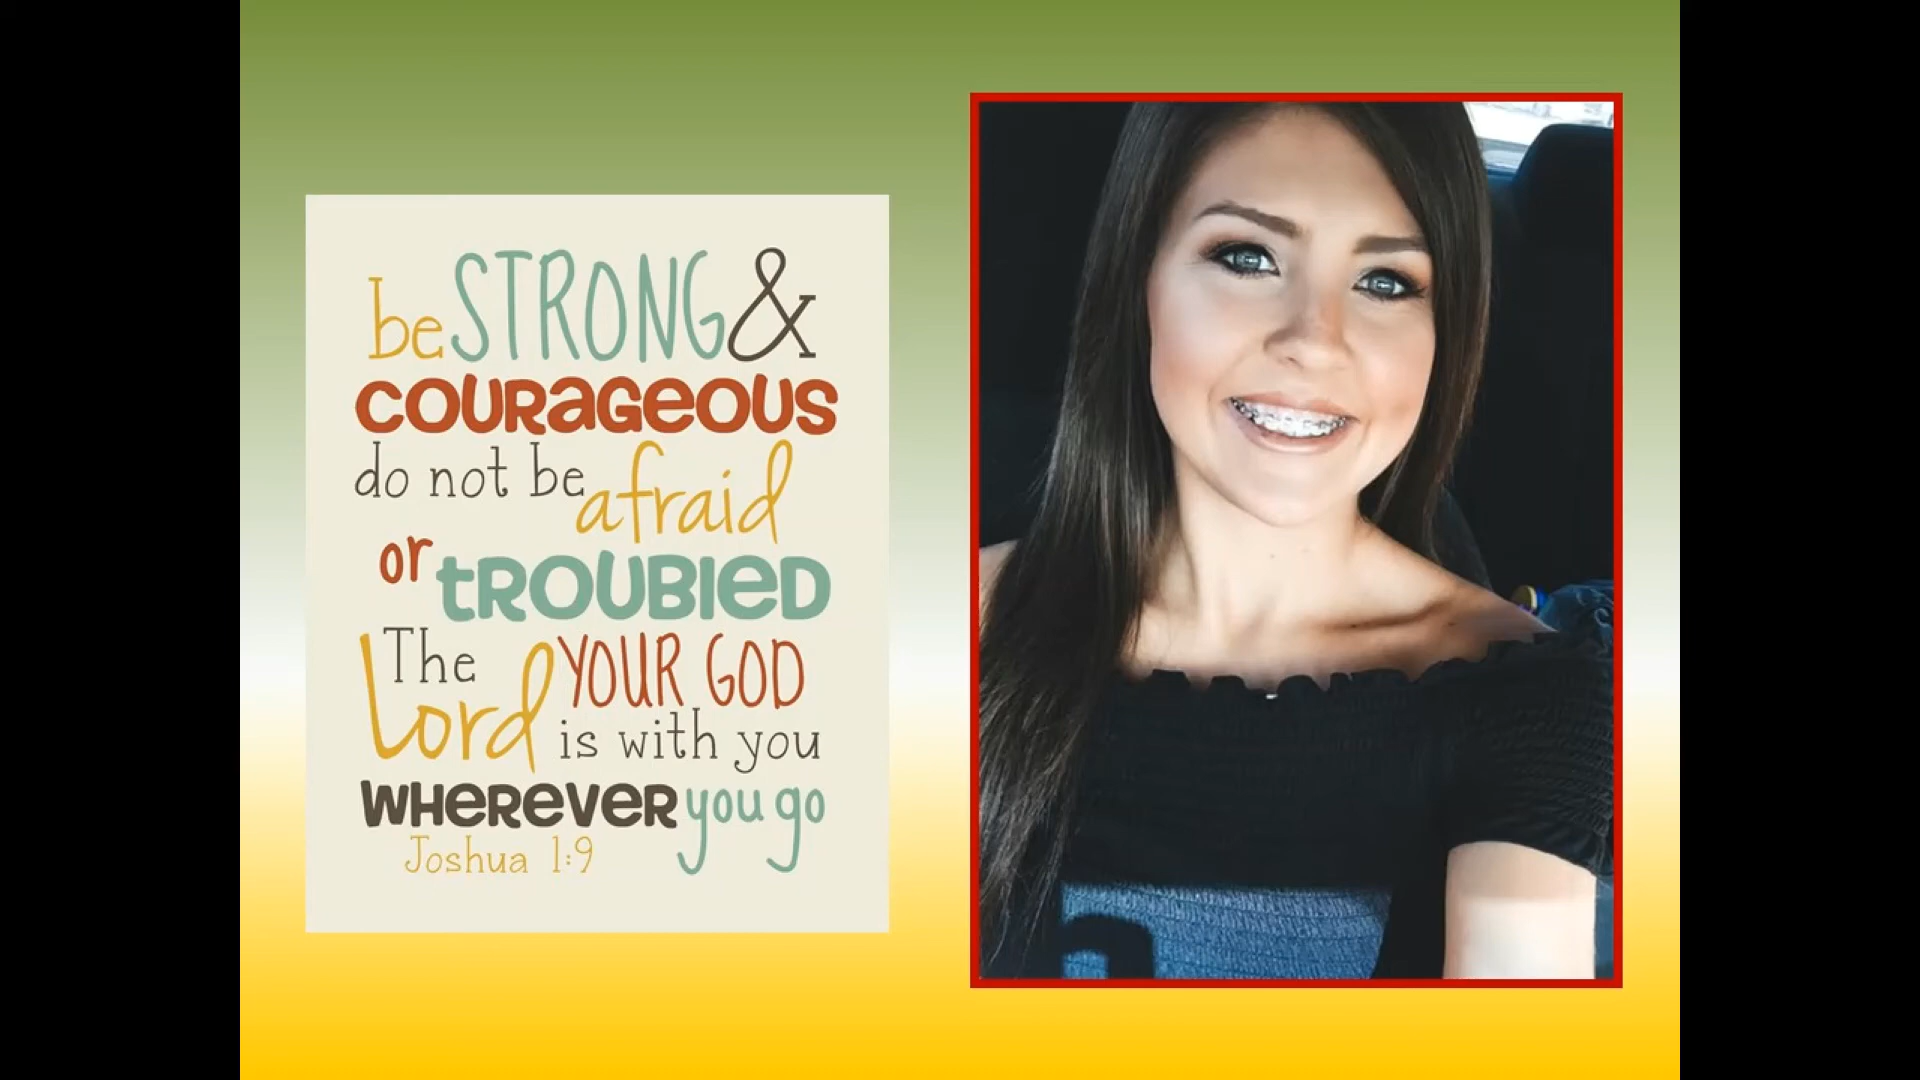 be STRONG &
COURAGEOUS
do not be afraid
or TROUBLED
The Lord YOUR GOD
is with you
WHEREVER you go
Joshua 1:9